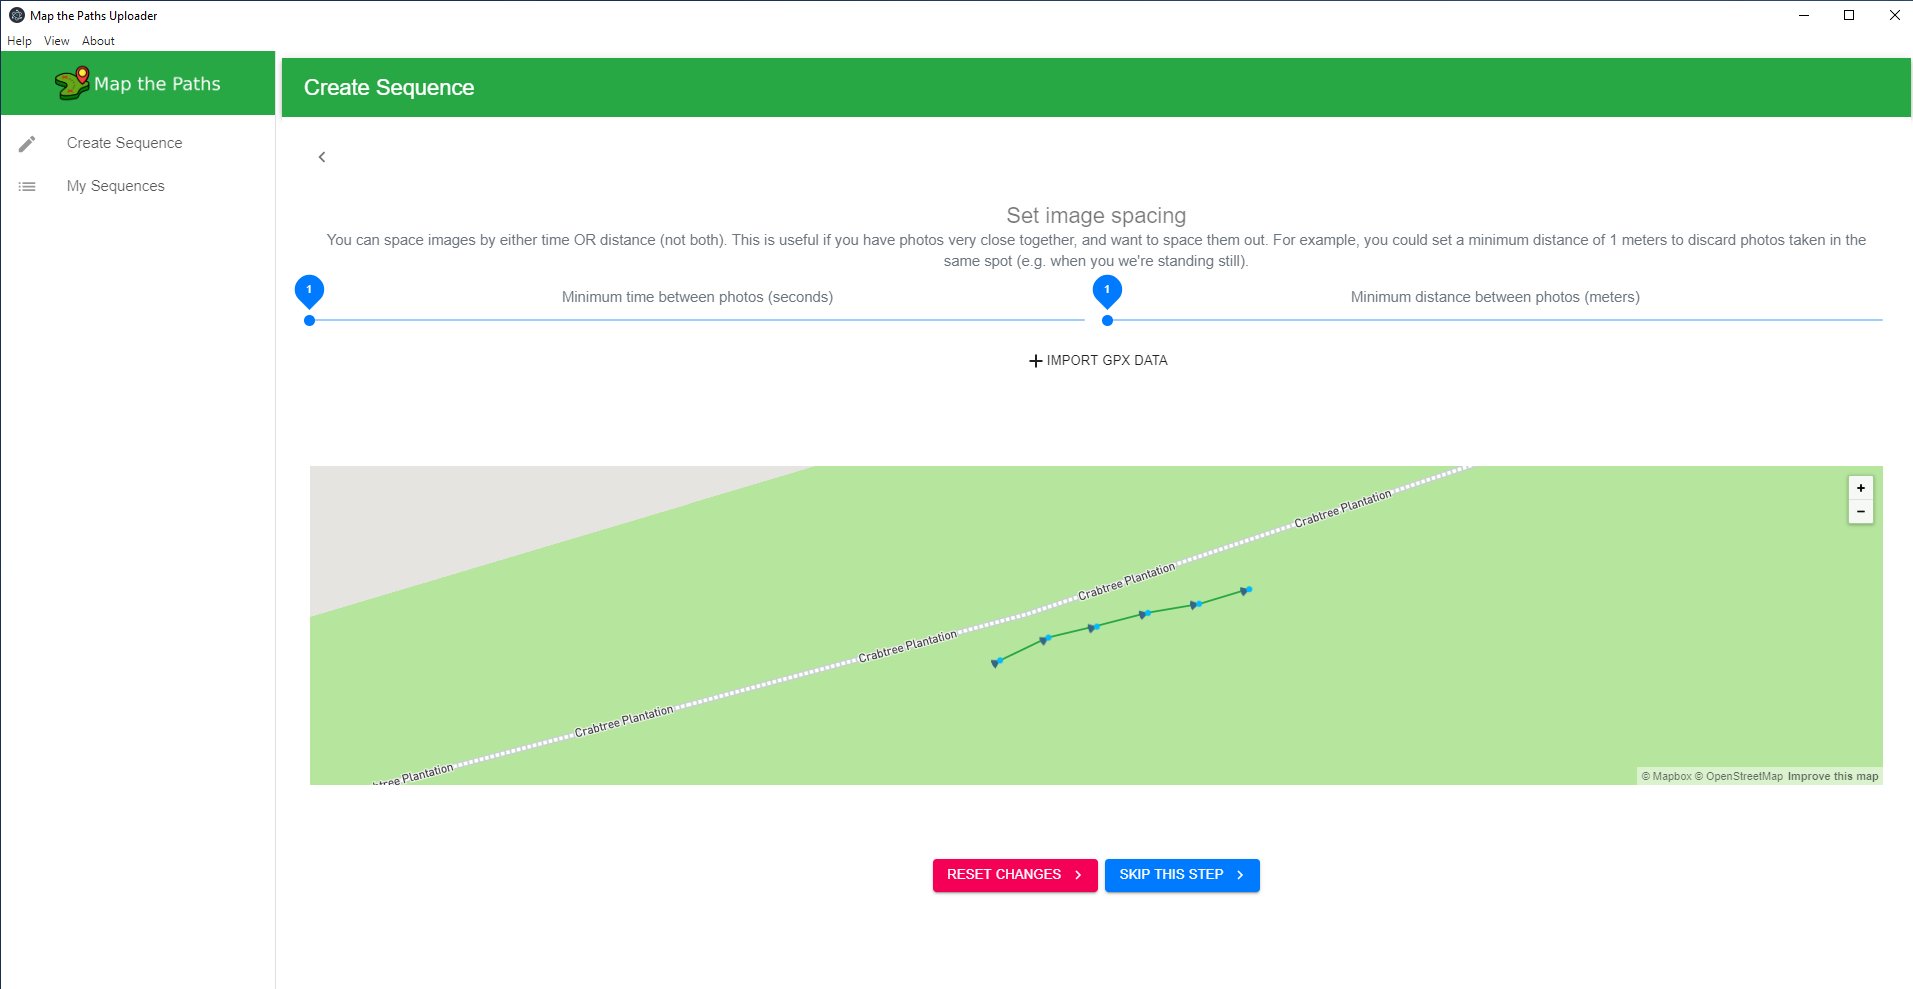 Map the Paths Uploader
Help View About
Map the Paths
Create Sequence
Create Sequence
My Sequences
Set image spacing
You can space images by either time OR distance (not both). This is useful if you have photos very close together, and want to space them out. For example, you could set a minimum distance of 1 meters to discard photos taken in the
same spot (e.g. when you we're standing still).
1
Minimum time between photos (seconds)
1
Minimum distance between photos (meters)
IMPORT GPX DATA
Crabtree Plantation
Crabtree Plantation
Crabtree Plantation
Crabtree Plantation
tree Plantation
+
−
© Mapbox © OpenStreetMap Improve this map
RESET CHANGES
SKIP THIS STEP